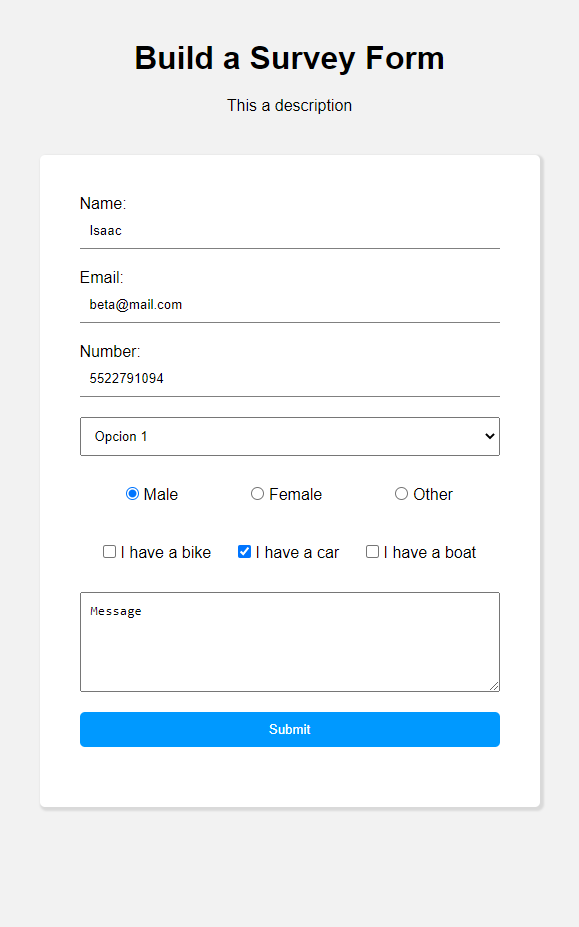 Build a Survey Form
This a description
Name:
Isaac
Email:
beta@mail.com
Number:
5522791094
Opcion 1
Male Female Other
I have a bike I have a car I have a boat
Message
Submit